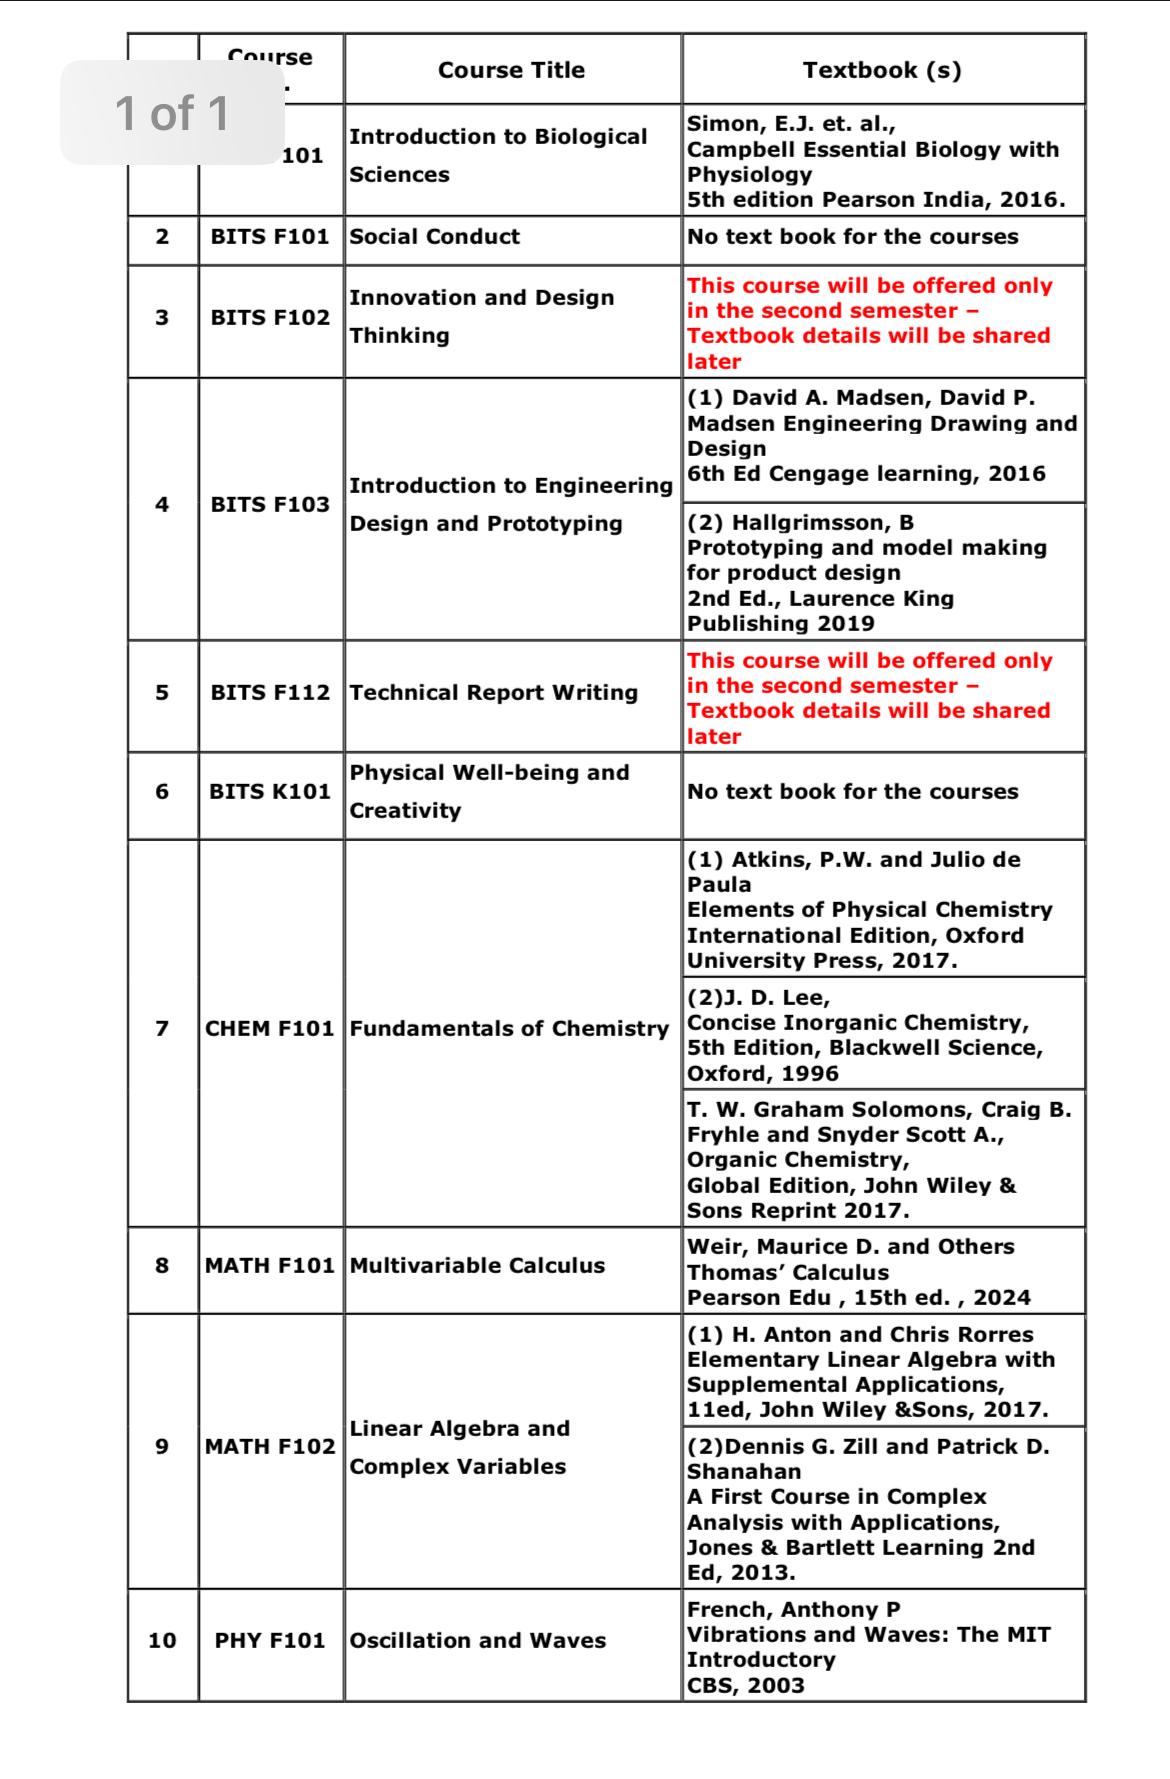 Course
.
Course Title
Textbook (s)
1 of 1
101
Introduction to Biological
Sciences
Simon, E.J. et. al.,
Campbell Essential Biology with
Physiology
5th edition Pearson India, 2016.
2
BITS F101
Social Conduct
No text book for the courses
3
BITS F102
Innovation and Design
Thinking
This course will be offered only
in the second semester –
Textbook details will be shared
later
4
BITS F103
Introduction to Engineering
Design and Prototyping
(1) David A. Madsen, David P.
Madsen Engineering Drawing and
Design
6th Ed Cengage learning, 2016
(2) Hallgrimsson, B
Prototyping and model making
for product design
2nd Ed., Laurence King
Publishing 2019
5
BITS F112
Technical Report Writing
This course will be offered only
in the second semester –
Textbook details will be shared
later
6
BITS K101
Physical Well-being and
Creativity
No text book for the courses
7
CHEM F101
Fundamentals of Chemistry
(1) Atkins, P.W. and Julio de
Paula
Elements of Physical Chemistry
International Edition, Oxford
University Press, 2017.
(2)J. D. Lee,
Concise Inorganic Chemistry,
5th Edition, Blackwell Science,
Oxford, 1996
T. W. Graham Solomons, Craig B.
Fryhle and Snyder Scott A.,
Organic Chemistry,
Global Edition, John Wiley &
Sons Reprint 2017.
8
MATH F101
Multivariable Calculus
Weir, Maurice D. and Others
Thomas’ Calculus
Pearson Edu , 15th ed. , 2024
9
MATH F102
Linear Algebra and
Complex Variables
(1) H. Anton and Chris Rorres
Elementary Linear Algebra with
Supplemental Applications,
11ed, John Wiley &Sons, 2017.
(2)Dennis G. Zill and Patrick D.
Shanahan
A First Course in Complex
Analysis with Applications,
Jones & Bartlett Learning 2nd
Ed, 2013.
10
PHY F101
Oscillation and Waves
French, Anthony P
Vibrations and Waves: The MIT
Introductory
CBS, 2003